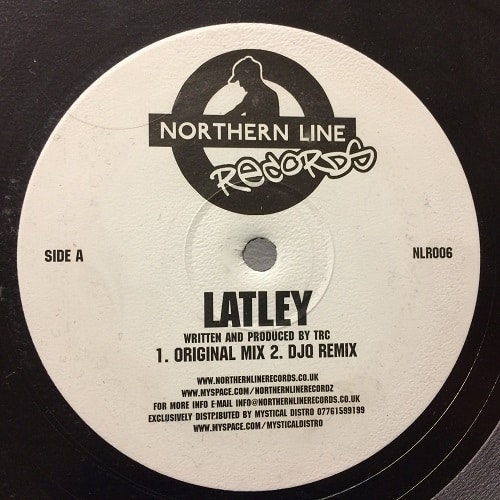 NORTHERN LINE
RecorDS
SIDE A
NLR006
LATLEY
WRITTEN AND PRODUCED BY TRC
1. ORIGINAL MIX 2. DJQ REMIX
WWW.NORTHERNLINERECORDS.CO.UK
WWW.MYSPACE.COM/NORTHERNLINERECORDZ
FOR MORE INFO E-MAIL INFO@NORTHERNLINERECORDS.CO.UK
EXCLUSIVELY DISTRIBUTED BY MYSTICAL DISTRO 07761599199
WWW.MYSPACE.COM/MYSTICALDISTRO